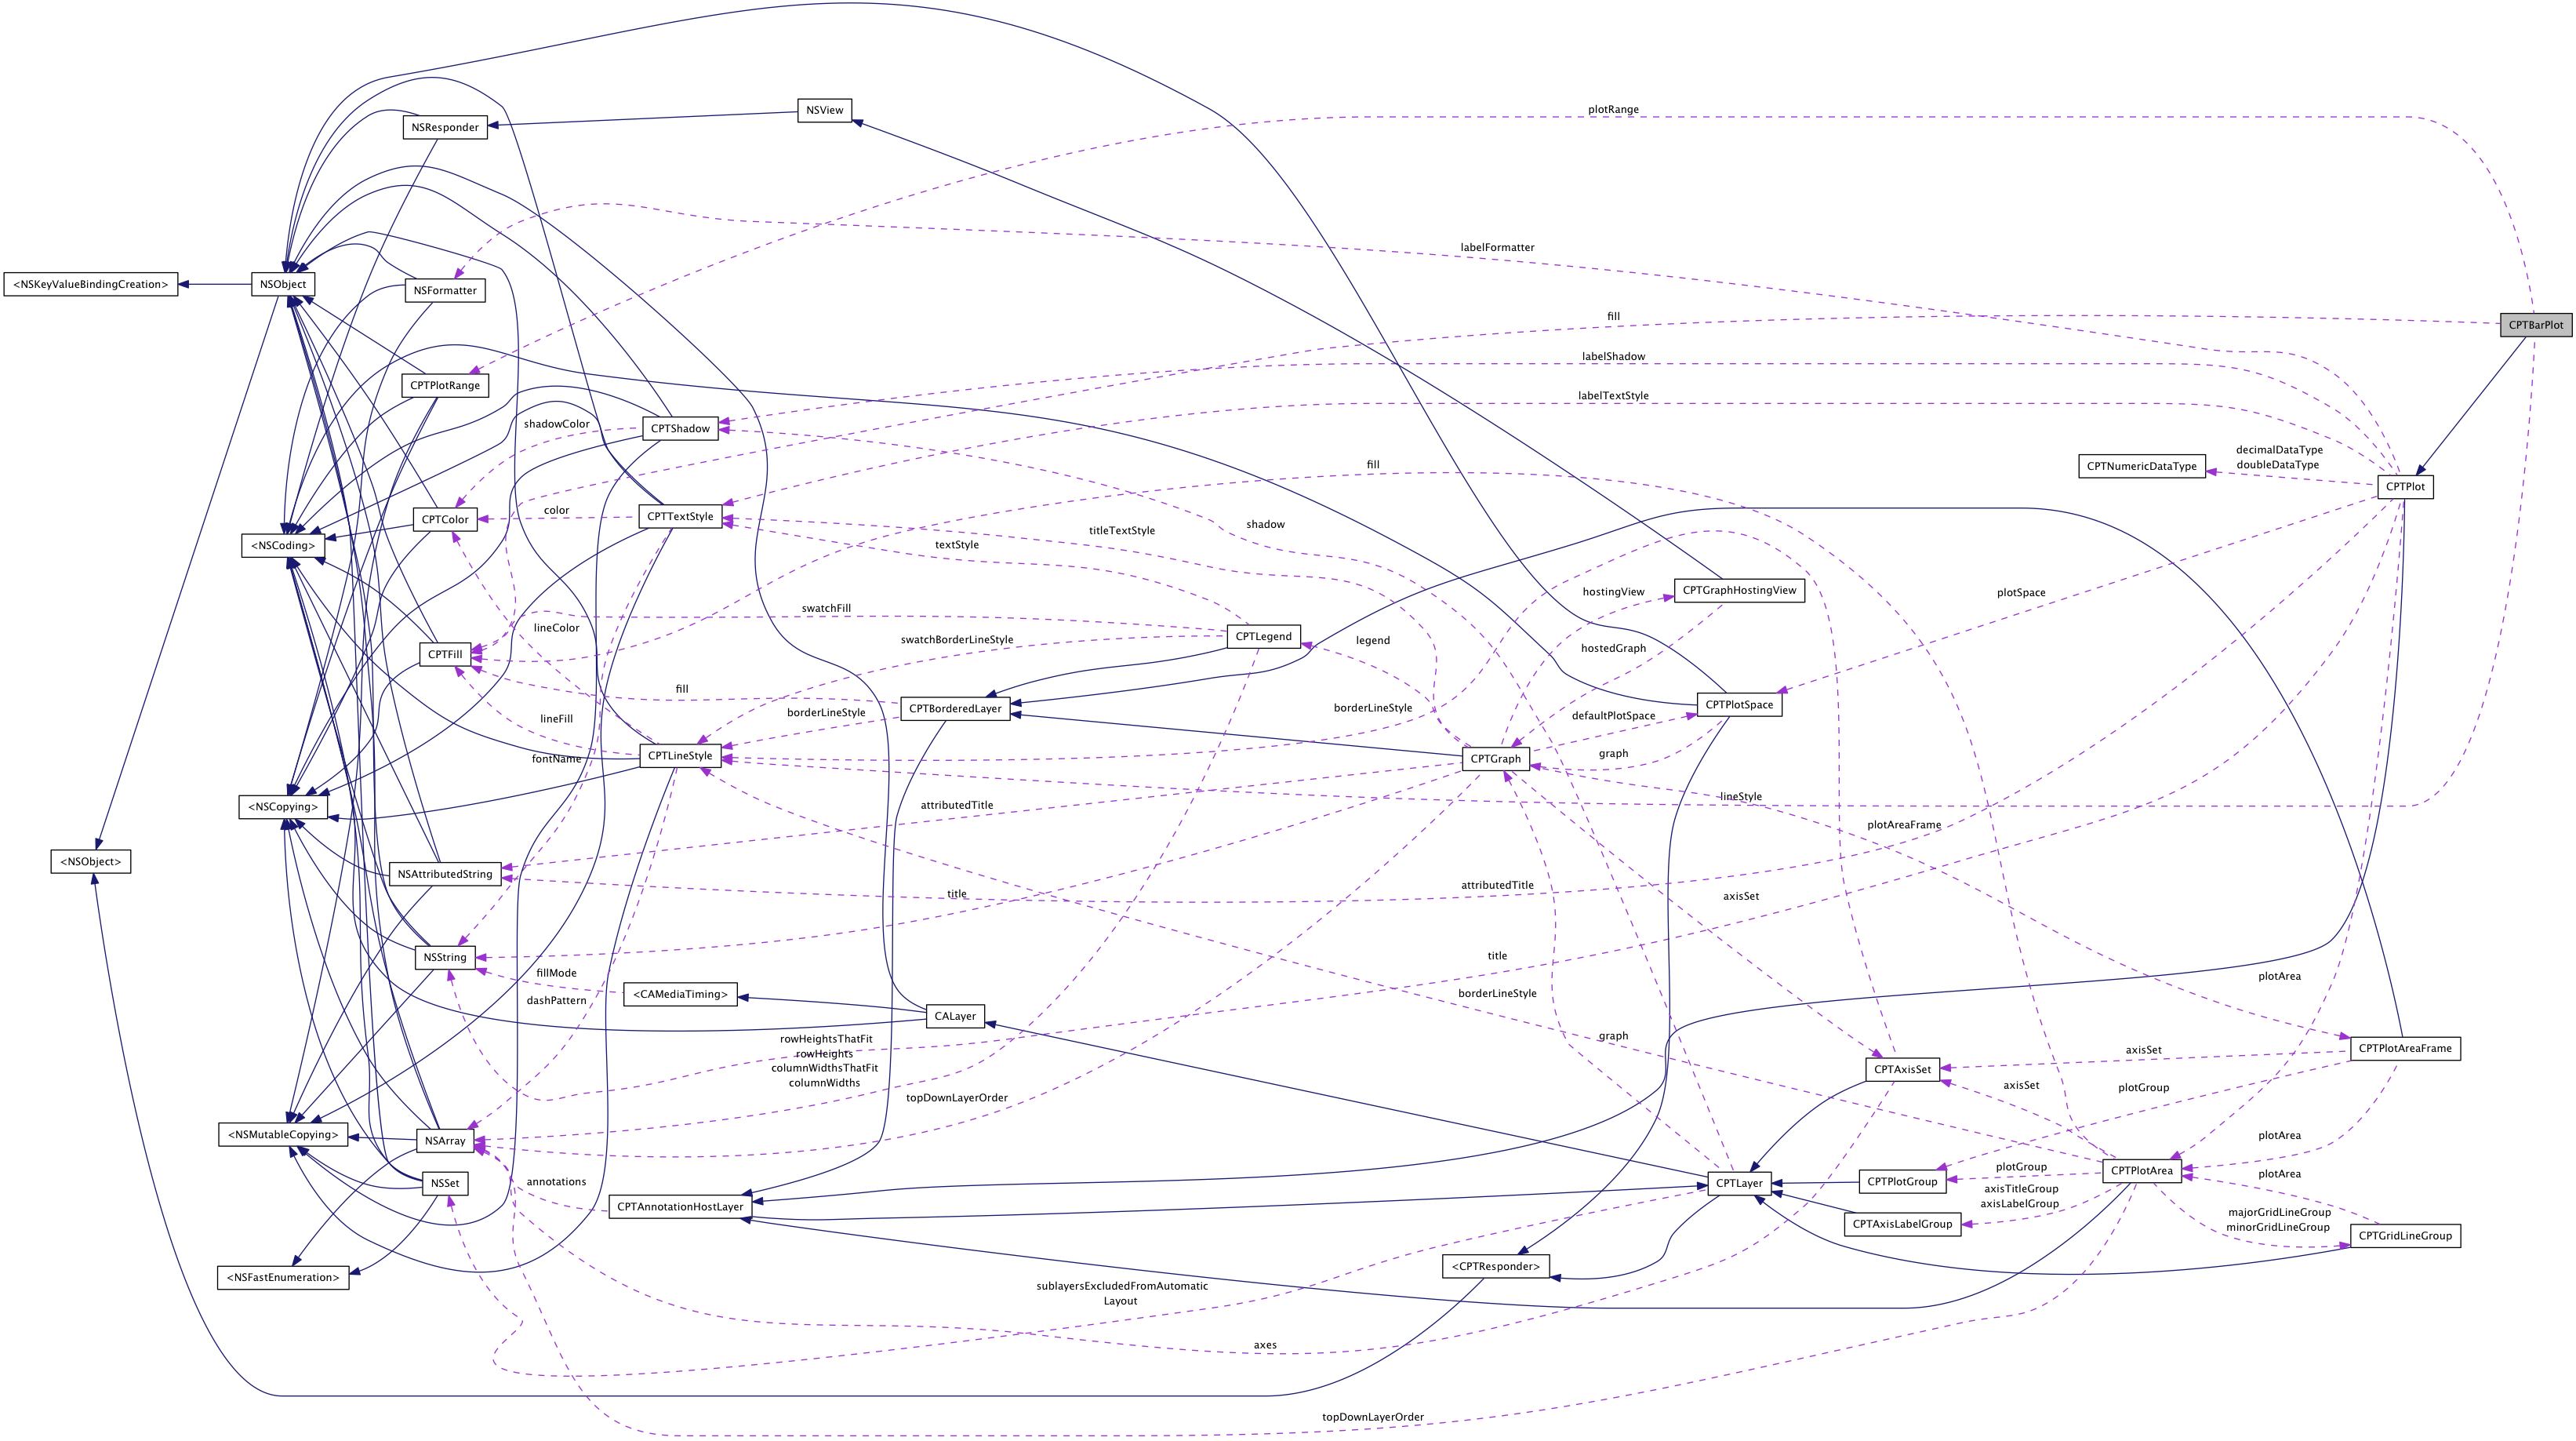 plotRange
NSView
NSResponder
labelFormatter
<NSKeyValueBindingCreation>
NSObject
NSFormatter
fill
CPTBarPlot
labelShadow
CPTPlotRange
labelTextStyle
shadowColor
CPTShadow
decimalDataType
doubleDataType
CPTNumericDataType
fill
CPTPlot
color
CPTColor
CPTTextStyle
shadow
titleTextStyle
textStyle
<NSCoding>
hostingView
CPTGraphHostingView
plotSpace
swatchFill
lineColor
swatchBorderLineStyle
CPTLegend
legend
hostedGraph
CPTFill
fill
CPTBorderedLayer
borderLineStyle
borderLineStyle
defaultPlotSpace
CPTPlotSpace
lineFill
CPTLineStyle
fontName
CPTGraph
graph
lineStyle
<NSCopying>
attributedTitle
plotAreaFrame
<NSObject>
NSAttributedString
title
attributedTitle
axisSet
NSString
title
fillMode
plotArea
<CAMediaTiming>
dashPattern
borderLineStyle
CALayer
rowHeightsThatFit
rowHeights
columnWidthsThatFit
columnWidths
graph
axisSet
CPTPlotAreaFrame
CPTAxisSet
axisSet
plotGroup
topDownLayerOrder
<NSMutableCopying>
NSArray
plotArea
NSSet
annotations
CPTAnnotationHostLayer
CPTLayer
CPTPlotGroup
plotGroup
CPTPlotArea
plotArea
axisTitleGroup
axisLabelGroup
CPTAxisLabelGroup
majorGridLineGroup
minorGridLineGroup
CPTGridLineGroup
<NSFastEnumeration>
<CPTResponder>
sublayersExcludedFromAutomatic
Layout
axes
topDownLayerOrder